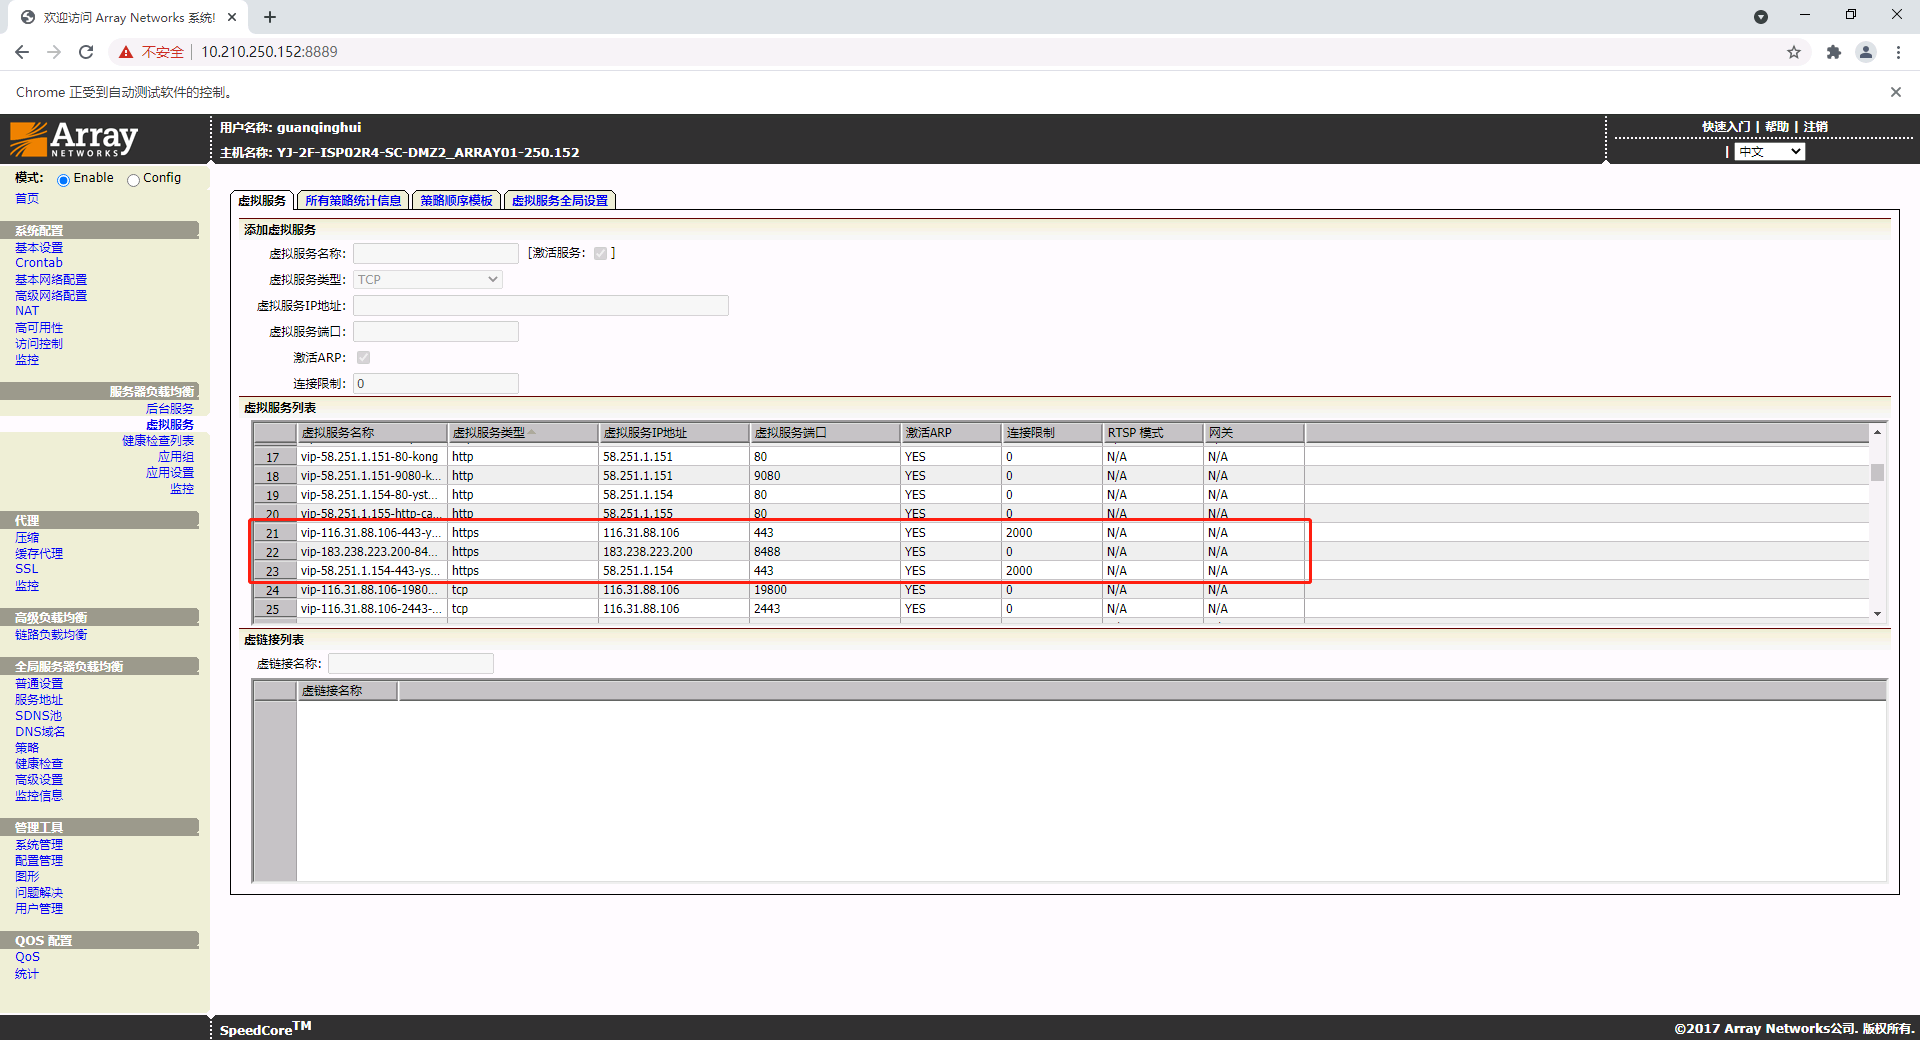 欢迎访问 Array Networks 系统!
不安全 10.210.250.152:8889
Chrome 正受到自动测试软件的控制。
Array
NETWORKS
用户名称: guanqinghui
主机名称: YJ-2F-ISP02R4-SC-DMZ2_ARRAY01-250.152
快速入门 | 帮助 | 注销
| 中文
模式: Enable Config
首页
系统配置
基本设置
Crontab
基本网络配置
高级网络配置
NAT
高可用性
访问控制
监控
服务器负载均衡
后台服务
虚拟服务
健康检查列表
应用组
应用设置
监控
代理
压缩
缓存代理
SSL
监控
高级负载均衡
链路负载均衡
全局服务器负载均衡
普通设置
服务地址
SDNS池
DNS域名
策略
健康检查
高级设置
监控信息
管理工具
系统管理
配置管理
图形
问题解决
用户管理
QOS 配置
QoS
统计
虚拟服务 所有策略统计信息 策略顺序模板 虚拟服务全局设置
添加虚拟服务
虚拟服务名称: [激活服务: ]
虚拟服务类型: TCP
虚拟服务IP地址:
虚拟服务端口:
激活ARP:
连接限制: 0
虚拟服务列表
虚拟服务名称 虚拟服务类型 虚拟服务IP地址 虚拟服务端口 激活ARP 连接限制 RTSP 模式 网关
17 vip-58.251.1.151-80-kong http 58.251.1.151 80 YES 0 N/A N/A
18 vip-58.251.1.151-9080-k... http 58.251.1.151 9080 YES 0 N/A N/A
19 vip-58.251.1.154-80-yst... http 58.251.1.154 80 YES 0 N/A N/A
20 vip-58.251.1.155-http-ca... http 58.251.1.155 80 YES 0 N/A N/A
21 vip-116.31.88.106-443-y... https 116.31.88.106 443 YES 2000 N/A N/A
22 vip-183.238.223.200-84... https 183.238.223.200 8488 YES 0 N/A N/A
23 vip-58.251.1.154-443-ys... https 58.251.1.154 443 YES 2000 N/A N/A
24 vip-116.31.88.106-1980... tcp 116.31.88.106 19800 YES 0 N/A N/A
25 vip-116.31.88.106-2443-... tcp 116.31.88.106 2443 YES 0 N/A N/A
虚链接列表
虚链接名称:
虚链接名称
SpeedCoreTM
©2017 Array Networks公司. 版权所有.